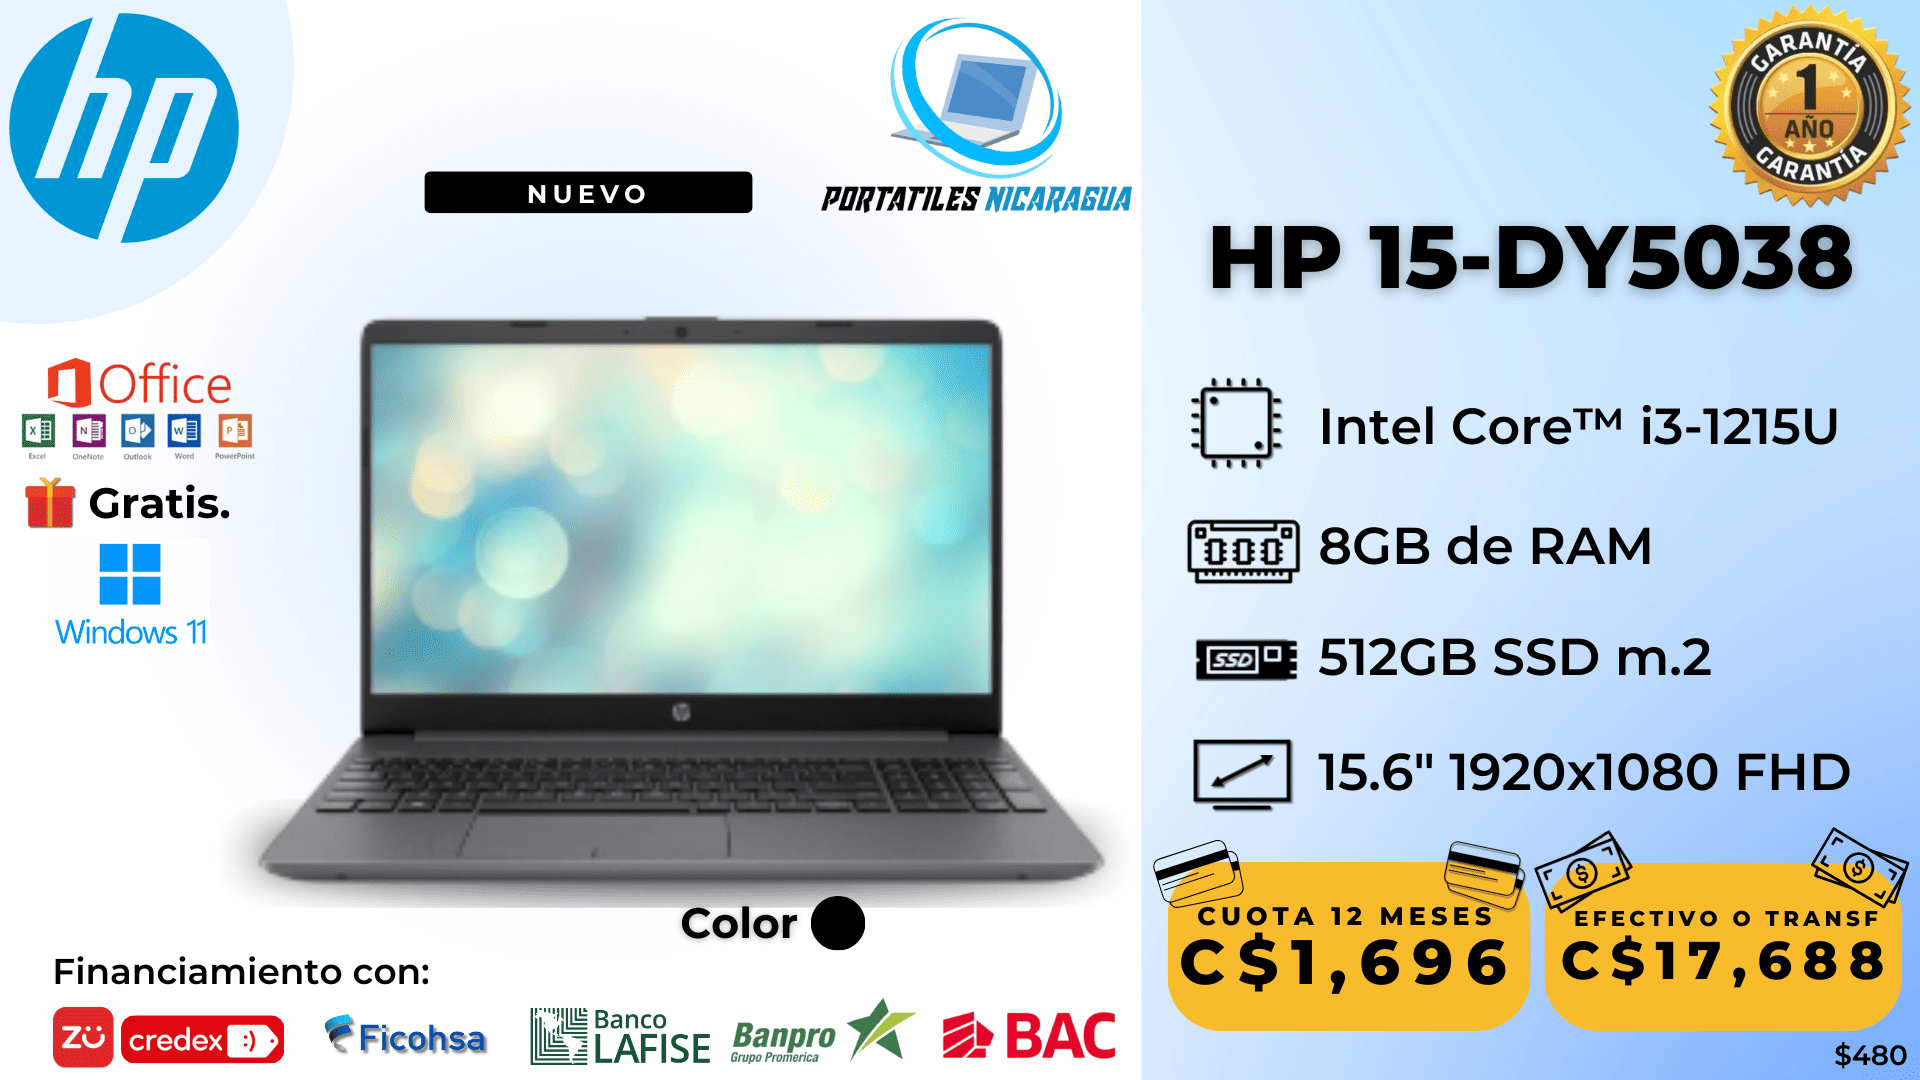 hp
NUEVO
PORTATILES NICARAGUA
GARANTÍA
1
AÑO
GARANTÍA
HP 15-DY5038
Office
Excel
OneNote
Outlook
Word
PowerPoint
Gratis.
Windows 11
Intel Core™ i3-1215U
8GB de RAM
SSD
512GB SSD m.2
15.6" 1920x1080 FHD
Color
CUOTA 12 MESES
C$1,696
EFECTIVO O TRANSF
C$17,688
Financiamiento con:
zü
credex :)
Ficohsa
Banco
LAFISE
Banpro
Grupo Promerica
BAC
$480